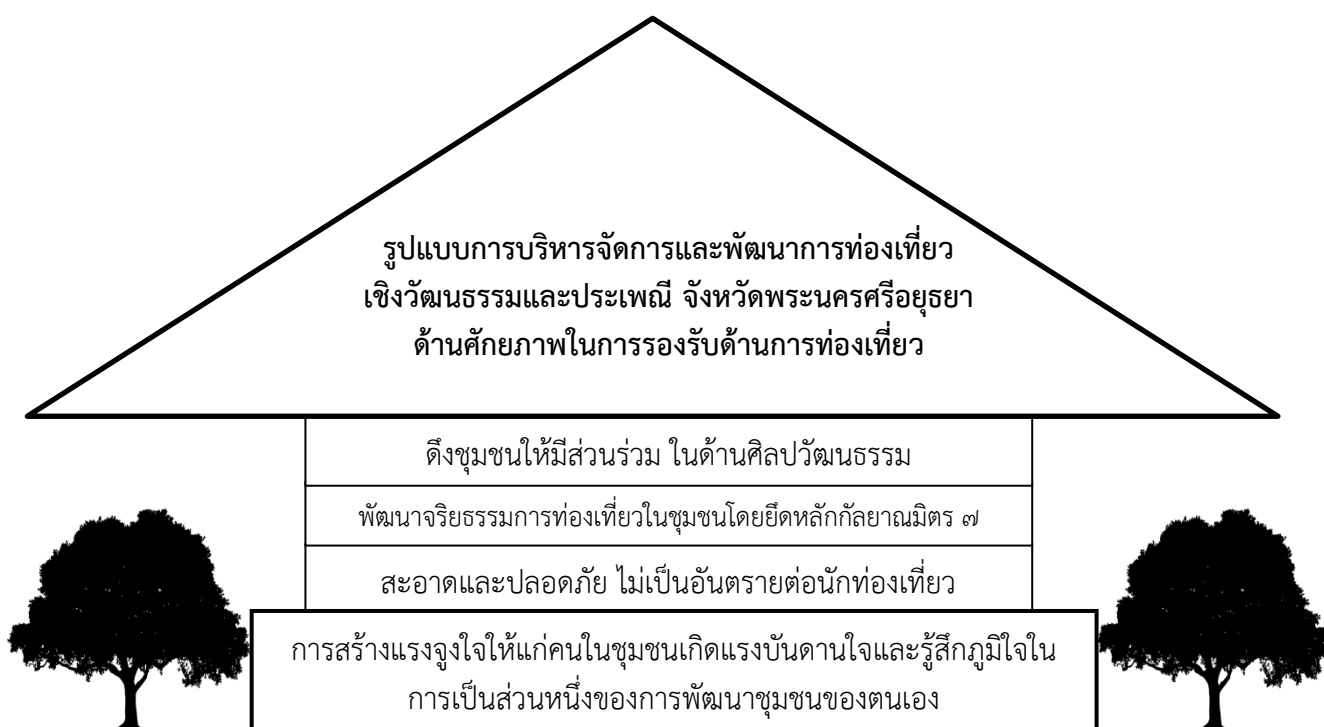 รูปแบบการบริหารจัดการและพัฒนาการท่องเที่ยว
เชิงวัฒนธรรมและประเพณี จังหวัดพระนครศรีอยุธยา
ด้านศักยภาพในการรองรับด้านการท่องเที่ยว
ดึงชุมชนให้มีส่วนร่วม ในด้านศิลปวัฒนธรรม
พัฒนาจริยธรรมการท่องเที่ยวในชุมชนโดยยึดหลักกัลยาณมิตร ๗
สะอาดและปลอดภัย ไม่เป็นอันตรายต่อนักท่องเที่ยว
การสร้างแรงจูงใจให้แก่คนในชุมชนเกิดแรงบันดานใจและรู้สึกภูมิใจใน
การเป็นส่วนหนึ่งของการพัฒนาชุมชนของตนเอง